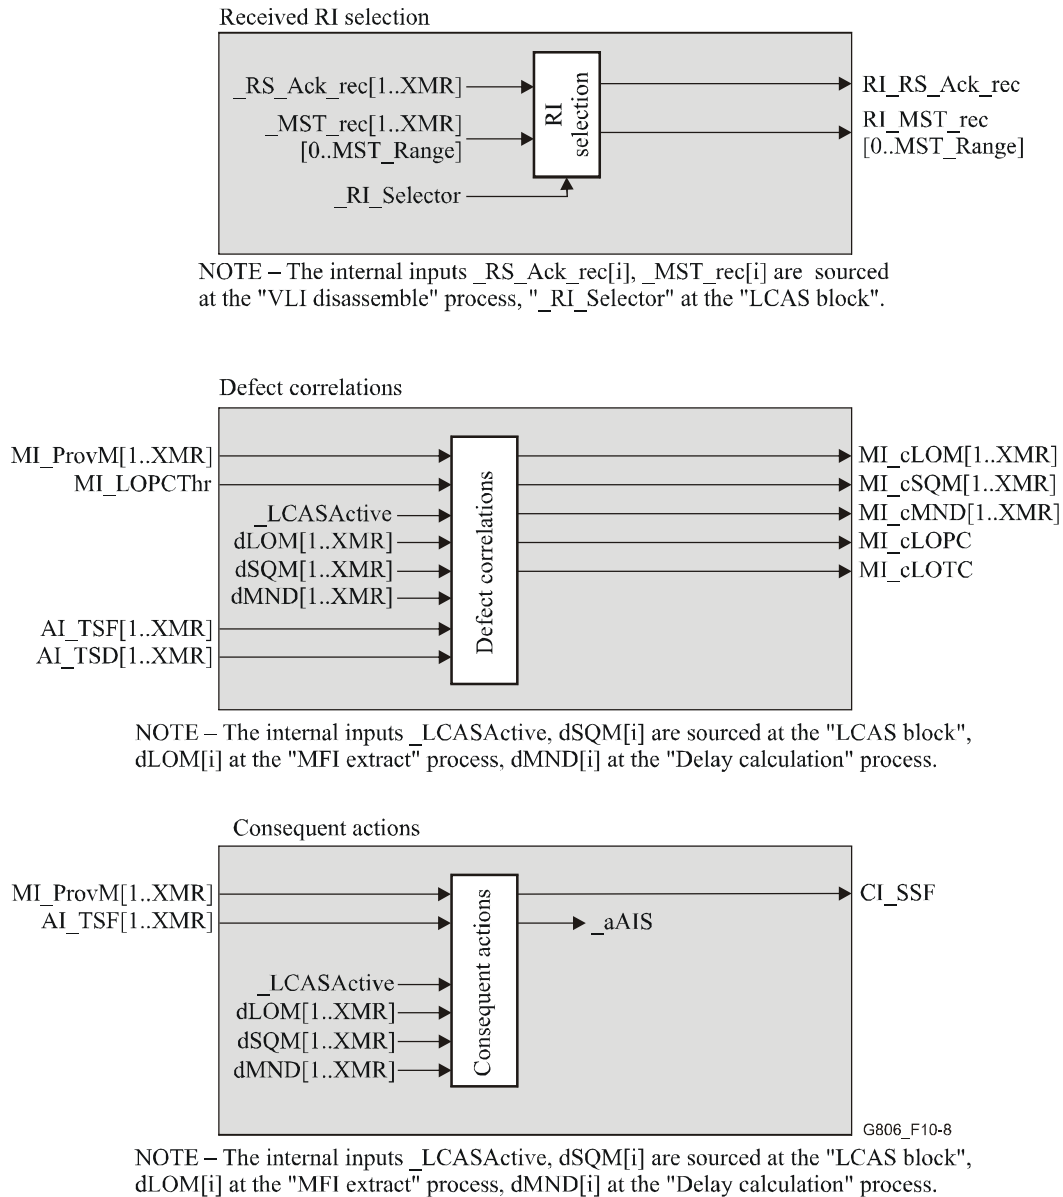 Received RI selection
_RS_Ack_rec[1..XMR]
_MST_rec[1..XMR]
[0..MST_Range]
_RI_Selector
RI
selection
RI_RS_Ack_rec
RI_MST_rec
[0..MST_Range]
NOTE – The internal inputs _RS_Ack_rec[i], _MST_rec[i] are sourced
at the "VLI disassemble" process, "_RI_Selector" at the "LCAS block".
Defect correlations
MI_ProvM[1..XMR]
MI_LOPCThr
_LCASActive
dLOM[1..XMR]
dSQM[1..XMR]
dMND[1..XMR]
AI_TSF[1..XMR]
AI_TSD[1..XMR]
Defect correlations
MI_cLOM[1..XMR]
MI_cSQM[1..XMR]
MI_cMND[1..XMR]
MI_cLOPC
MI_cLOTC
NOTE – The internal inputs _LCASActive, dSQM[i] are sourced at the "LCAS block",
dLOM[i] at the "MFI extract" process, dMND[i] at the "Delay calculation" process.
Consequent actions
MI_ProvM[1..XMR]
AI_TSF[1..XMR]
_LCASActive
dLOM[1..XMR]
dSQM[1..XMR]
dMND[1..XMR]
Consequent actions
CI_SSF
_aAIS
G806_F10-8
NOTE – The internal inputs _LCASActive, dSQM[i] are sourced at the "LCAS block",
dLOM[i] at the "MFI extract" process, dMND[i] at the "Delay calculation" process.